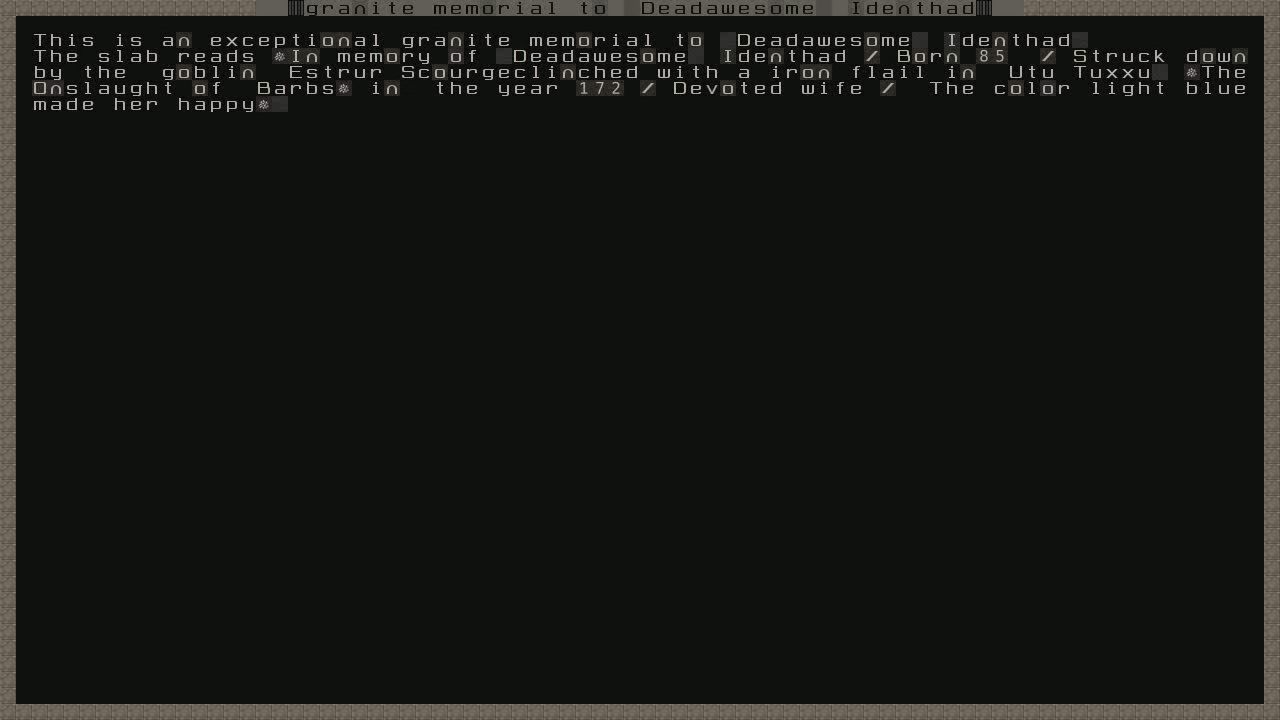 granite memorial to Deadawesome Identhad
This is an exceptional granite memorial to Deadawesome Identhad
The slab reads *In memory of Deadawesome Identhad / Born 85 / Struck down
by the goblin Estrur Scourgeclinched with a iron flail in Utu Tuxxu *The
Onslaught of Barbs* in the year 172 / Devoted wife / The color light blue
made her happy*